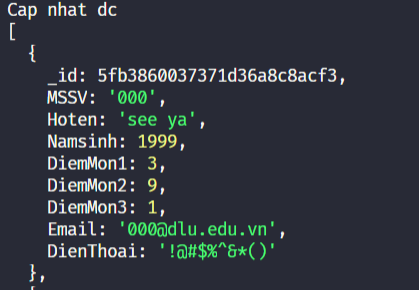 Cap nhat dc
[
  {
    _id: 5fb3860037371d36a8c8acf3,
    MSSV: '000',
    Hoten: 'see ya',
    Namsinh: 1999,
    DiemMon1: 3,
    DiemMon2: 9,
    DiemMon3: 1,
    Email: '000@dlu.edu.vn',
    DienThoai: '!@#$%^&*()'
  },